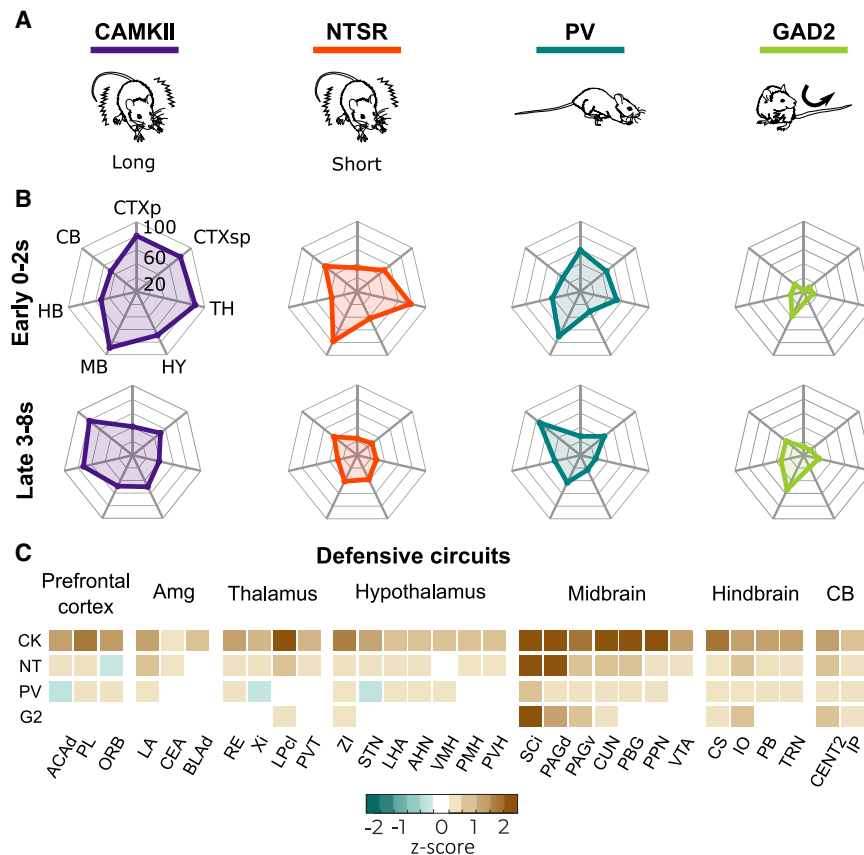 A
CAMKII NTSR PV GAD2
Long Short
B
Early 0-2s
CTXp
100
60
20
CTXsp
TH
HY
MB
HB
CB
Late 3-8s
C
Defensive circuits
Prefrontal cortex Amg Thalamus Hypothalamus Midbrain Hindbrain CB
CK
NT
PV
G2
ACAd PL ORB LA CEA BLAd RE Xi LPcl PVT ZI STN LHA AHN VMH PMH PVH SCi PAGd PAGv CUN PBG PPN VTA CS IO PB TRN CENT2 IP
-2 -1 0 1 2
z-score